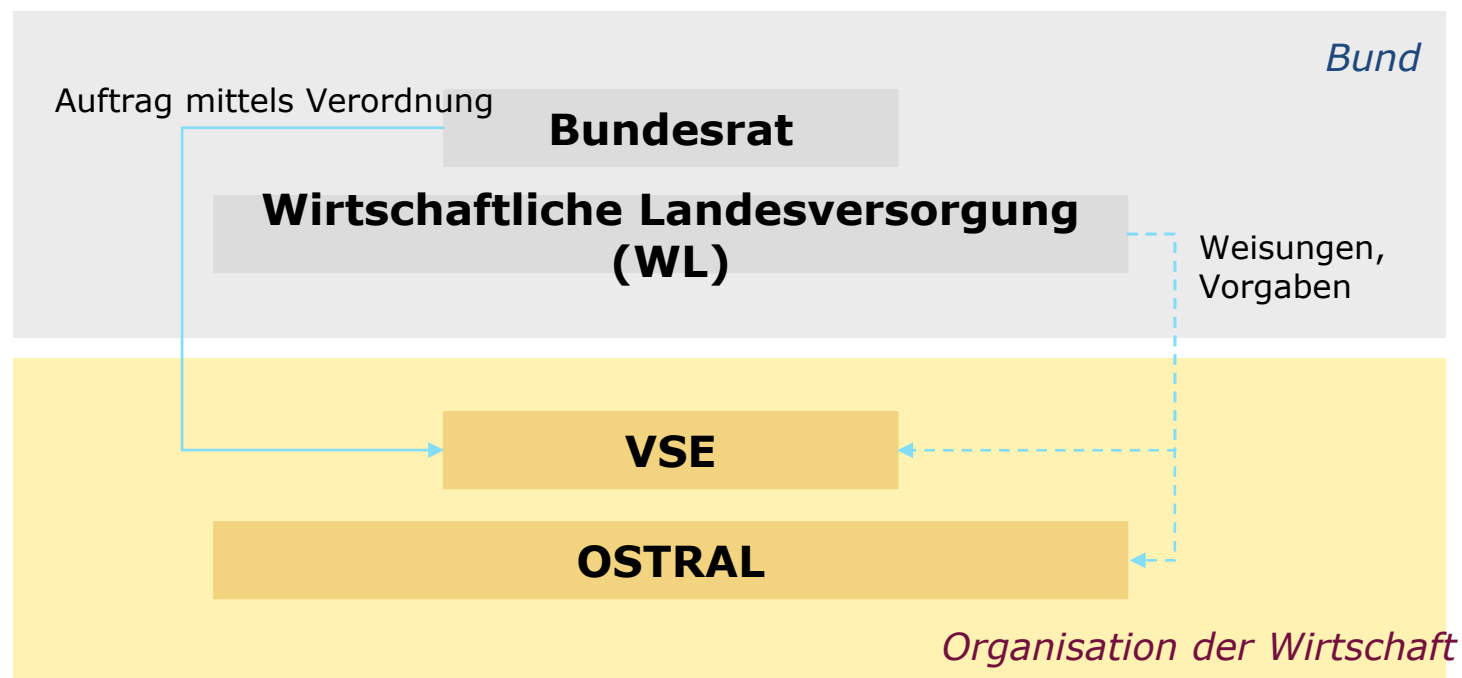 Bund
Auftrag mittels Verordnung
Bundesrat
Wirtschaftliche Landesversorgung
(WL)
Weisungen,
Vorgaben
VSE
OSTRAL
Organisation der Wirtschaft